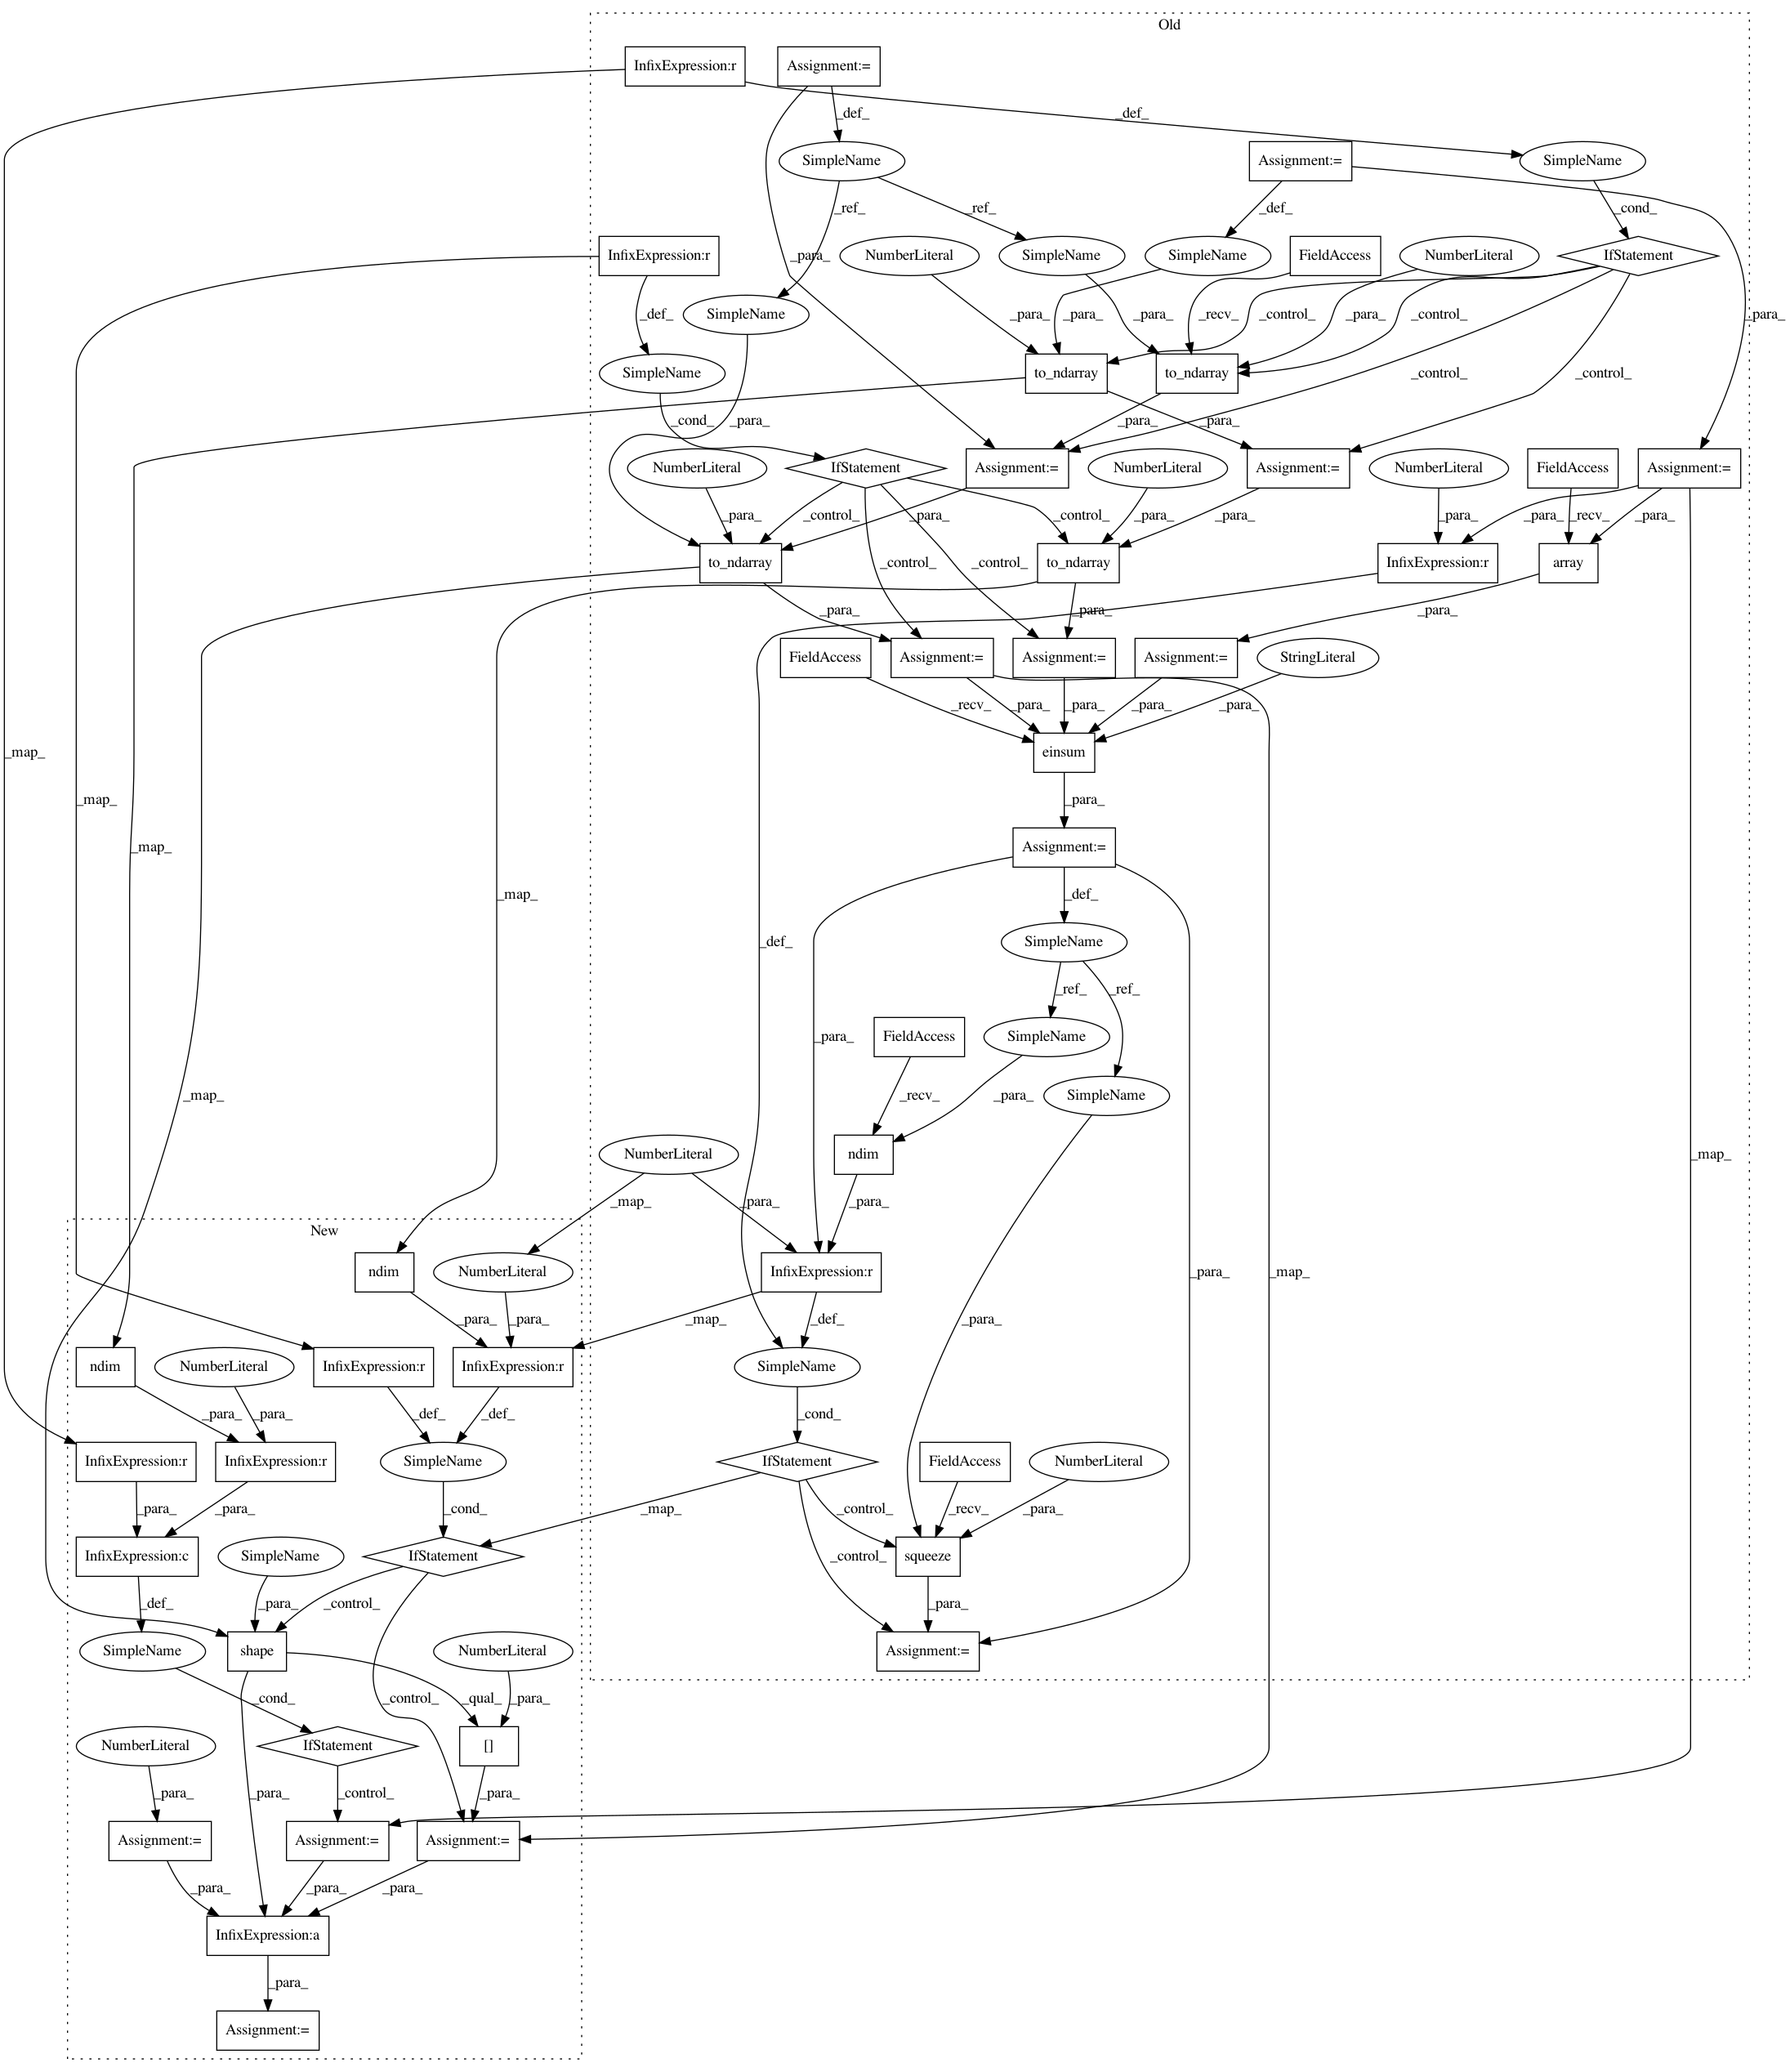 Old
InfixExpression:r
Assignment:=
_def_
_def_
SimpleName
Assignment:=
SimpleName
_ref_
_ref_
_def_
_cond_
InfixExpression:r
_para_
NumberLiteral
SimpleName
SimpleName
FieldAccess
NumberLiteral
IfStatement
_def_
SimpleName
_para_
_para_
_recv_
_control_
_para_
_control_
_para_
SimpleName
to_ndarray
to_ndarray
_control_
_control_
_cond_
_para_
_para_
_para_
NumberLiteral
IfStatement
Assignment:=
NumberLiteral
Assignment:=
NumberLiteral
FieldAccess
Assignment:=
_para_
_control_
_para_
_control_
_para_
_para_
_para_
_para_
_recv_
_para_
to_ndarray
to_ndarray
InfixExpression:r
array
_control_
_control_
_para_
_para_
_para_
FieldAccess
Assignment:=
Assignment:=
Assignment:=
StringLiteral
_recv_
_para_
_para_
_para_
_para_
_map_
einsum
_map_
_para_
_map_
Assignment:=
_map_
_def_
_def_
SimpleName
_ref_
_ref_
FieldAccess
SimpleName
_para_
_map_
_recv_
_para_
SimpleName
NumberLiteral
ndim
_map_
_map_
_para_
_para_
New
ndim
NumberLiteral
InfixExpression:r
_para_
_map_
_para_
_para_
_map_
_def_
_para_
ndim
NumberLiteral
InfixExpression:r
InfixExpression:r
SimpleName
_para_
_para_
_def_
_def_
_cond_
InfixExpression:r
InfixExpression:r
SimpleName
IfStatement
FieldAccess
NumberLiteral
_para_
_para_
_cond_
_map_
_control_
_recv_
_para_
InfixExpression:c
SimpleName
IfStatement
squeeze
_def_
_para_
_control_
_control_
_para_
SimpleName
shape
NumberLiteral
Assignment:=
_cond_
_control_
_qual_
_para_
NumberLiteral
IfStatement
[]
_para_
_para_
_control_
_para_
Assignment:=
Assignment:=
Assignment:=
_para_
_para_
_para_
InfixExpression:a
_para_
Assignment:=